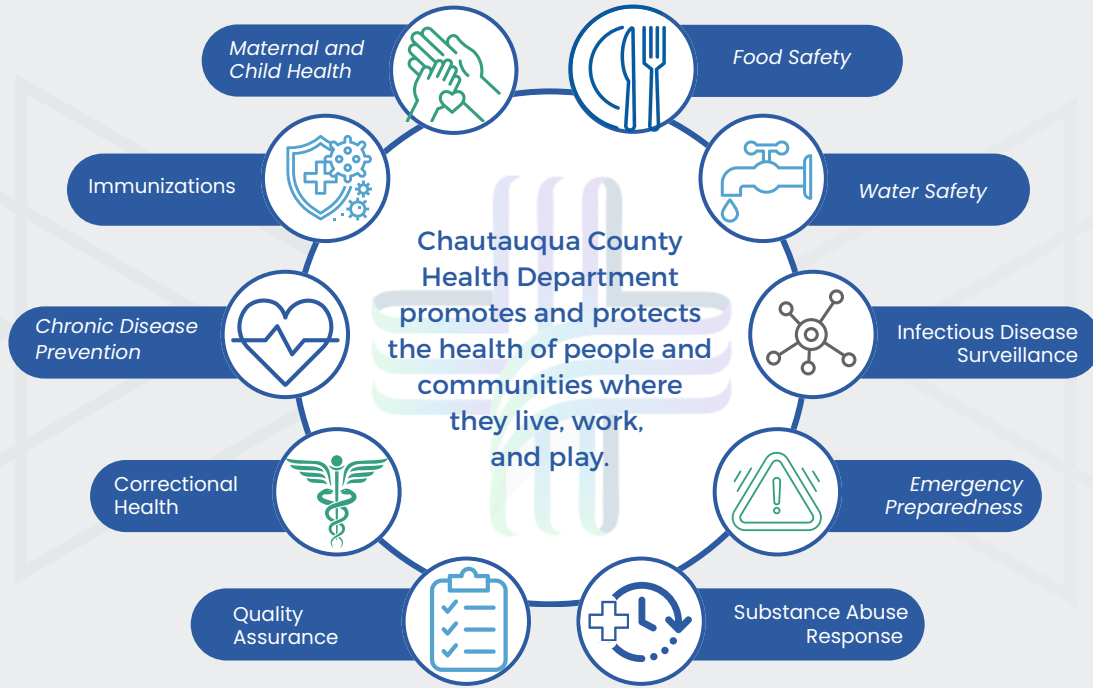 Maternal and
Child Health
Food Safety
Immunizations
Water Safety
Chautauqua County
Health Department
promotes and protects
the health of people and
communities where
they live, work,
and play.
Chronic Disease
Prevention
Infectious Disease
Surveillance
Correctional
Health
Emergency
Preparedness
Quality
Assurance
Substance Abuse
Response